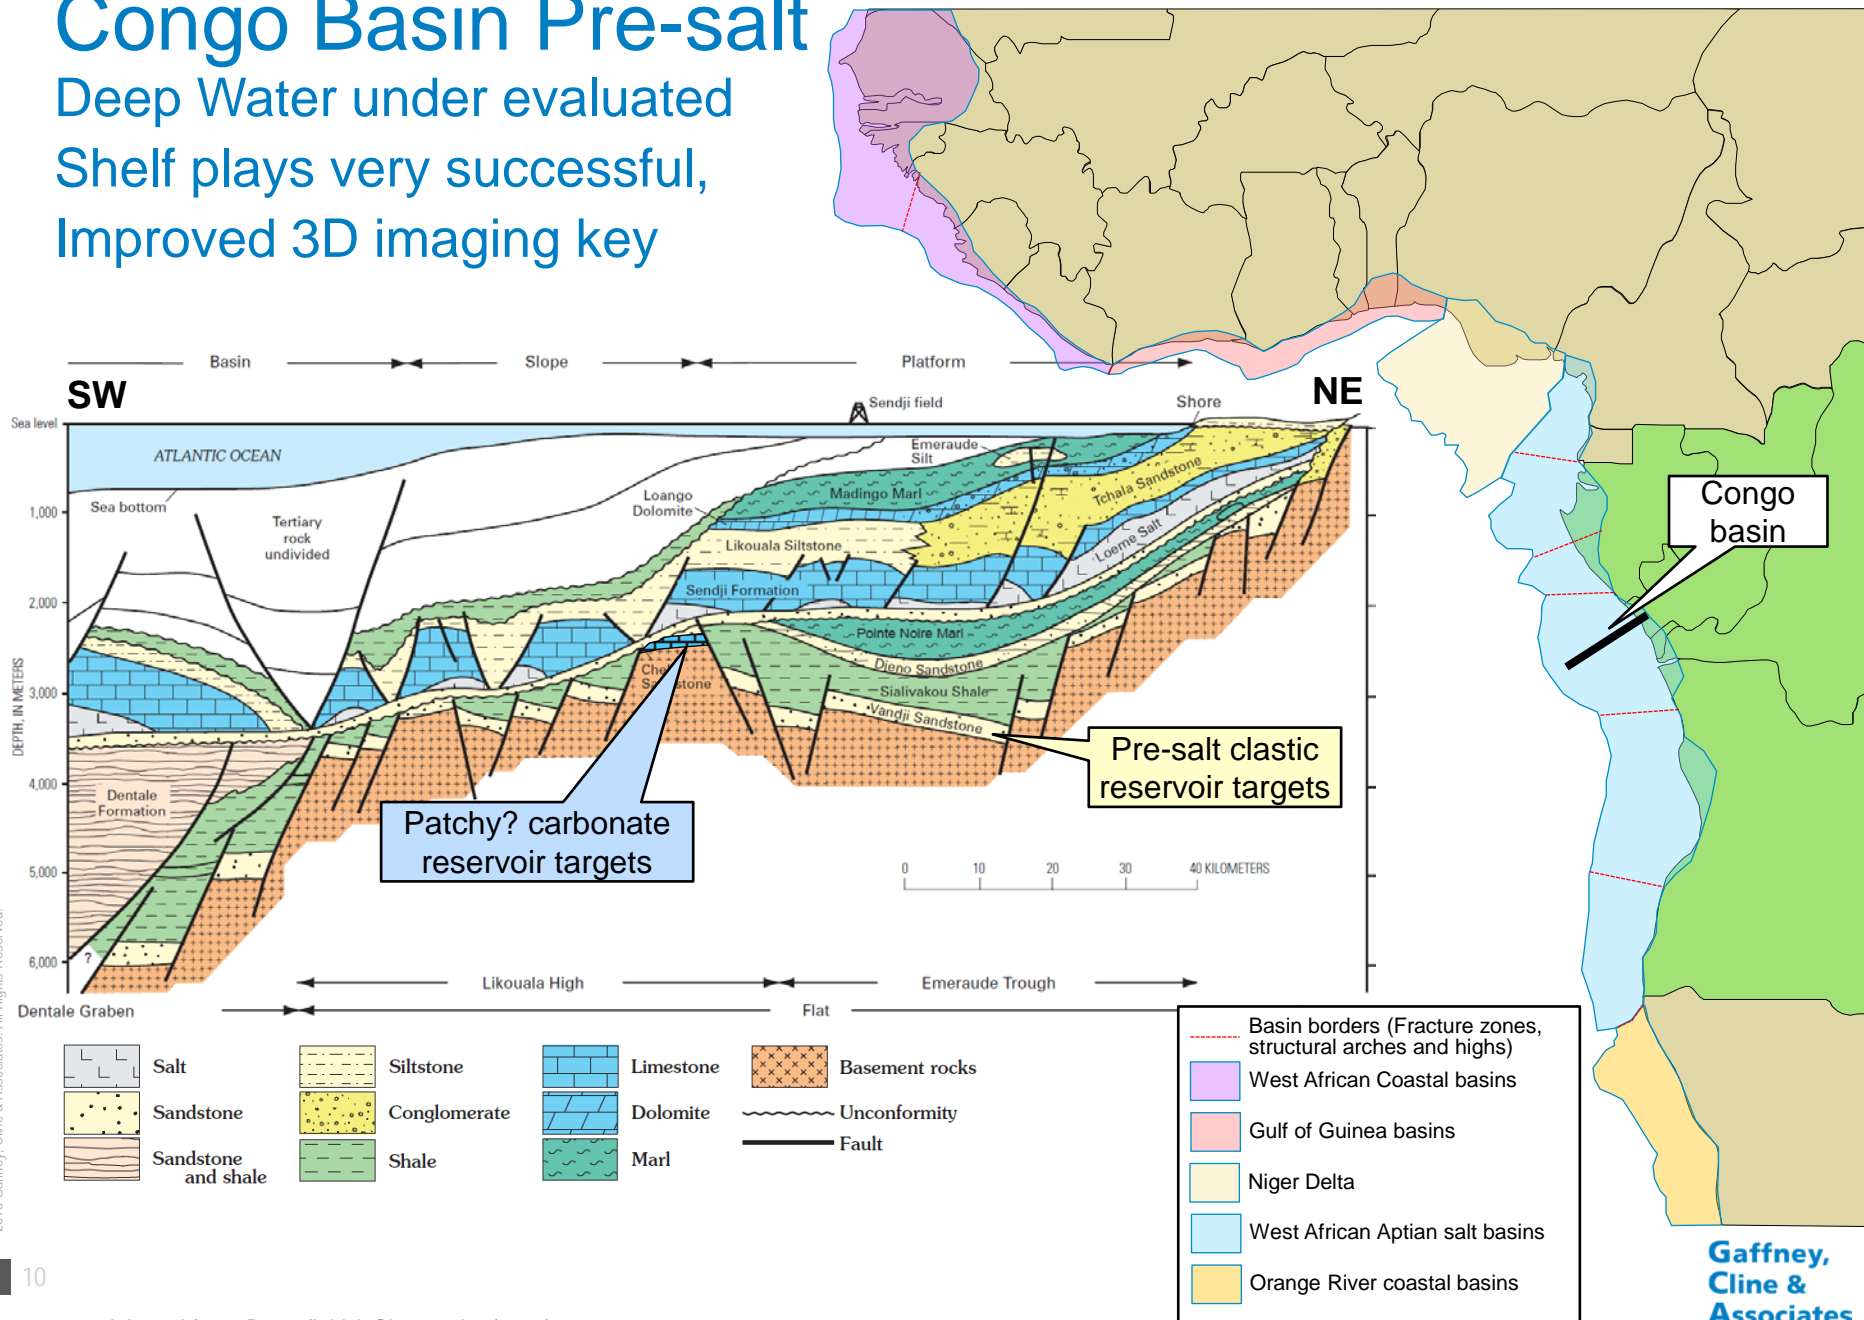 Congo Basin Pre-salt
Deep Water under evaluated
Shelf plays very successful,
Improved 3D imaging key
Basin
Slope
Platform
SW
NE
Sendji field
Shore
Sea level
ATLANTIC OCEAN
Emeraude
Silt
Sea bottom
Tertiary
rock
undivided
Loango
Dolomite
Madingo Marl
Tchala Sandstone
Likouala Siltstone
Loeme Salt
Sendji Formation
Pointe Noire Marl
Djeno Sandstone
Sialivakou Shale
Vandji Sandstone
Dentale
Formation
?
1,000
2,000
3,000
4,000
5,000
6,000
DEPTH, IN METERS
Congo
basin
Pre-salt clastic
reservoir targets
Patchy? carbonate
reservoir targets
0 10 20 30 40 KILOMETERS
Likouala High
Emeraude Trough
Dentale Graben
Flat
Salt
Sandstone
Sandstone
and shale
Siltstone
Conglomerate
Shale
Limestone
Dolomite
Marl
Basement rocks
Unconformity
Fault
Basin borders (Fracture zones,
structural arches and highs)
West African Coastal basins
Gulf of Guinea basins
Niger Delta
West African Aptian salt basins
Orange River coastal basins
10
Gaffney,
Cline &
Associates